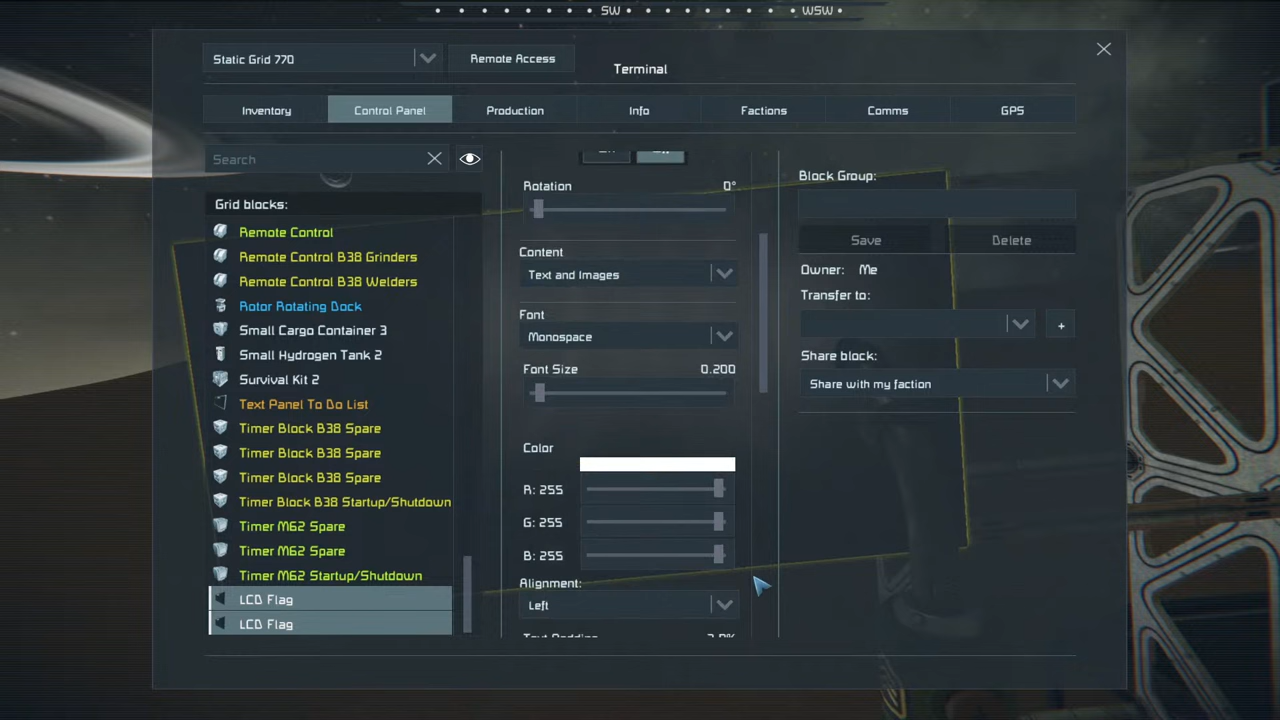 SW
WSW
Static Grid 770
Remote Access
Terminal
Inventory
Control Panel
Production
Info
Factions
Comms
GPS
Search
Grid blocks:
Remote Control
Remote Control B38 Grinders
Remote Control B38 Welders
Rotor Rotating Dock
Small Cargo Container 3
Small Hydrogen Tank 2
Survival Kit 2
Text Panel To Do List
Timer Block B38 Spare
Timer Block B38 Spare
Timer Block B38 Spare
Timer Block B38 Startup/Shutdown
Timer M62 Spare
Timer M62 Spare
Timer M62 Startup/Shutdown
LCD Flag
LCD Flag
Rotation 0°
Content
Text and Images
Font
Monospace
Font Size 0.200
Color
R: 255
G: 255
B: 255
Alignment:
Left
Text Padding
Block Group:
Save
Delete
Owner: Me
Transfer to:
+
Share block:
Share with my faction